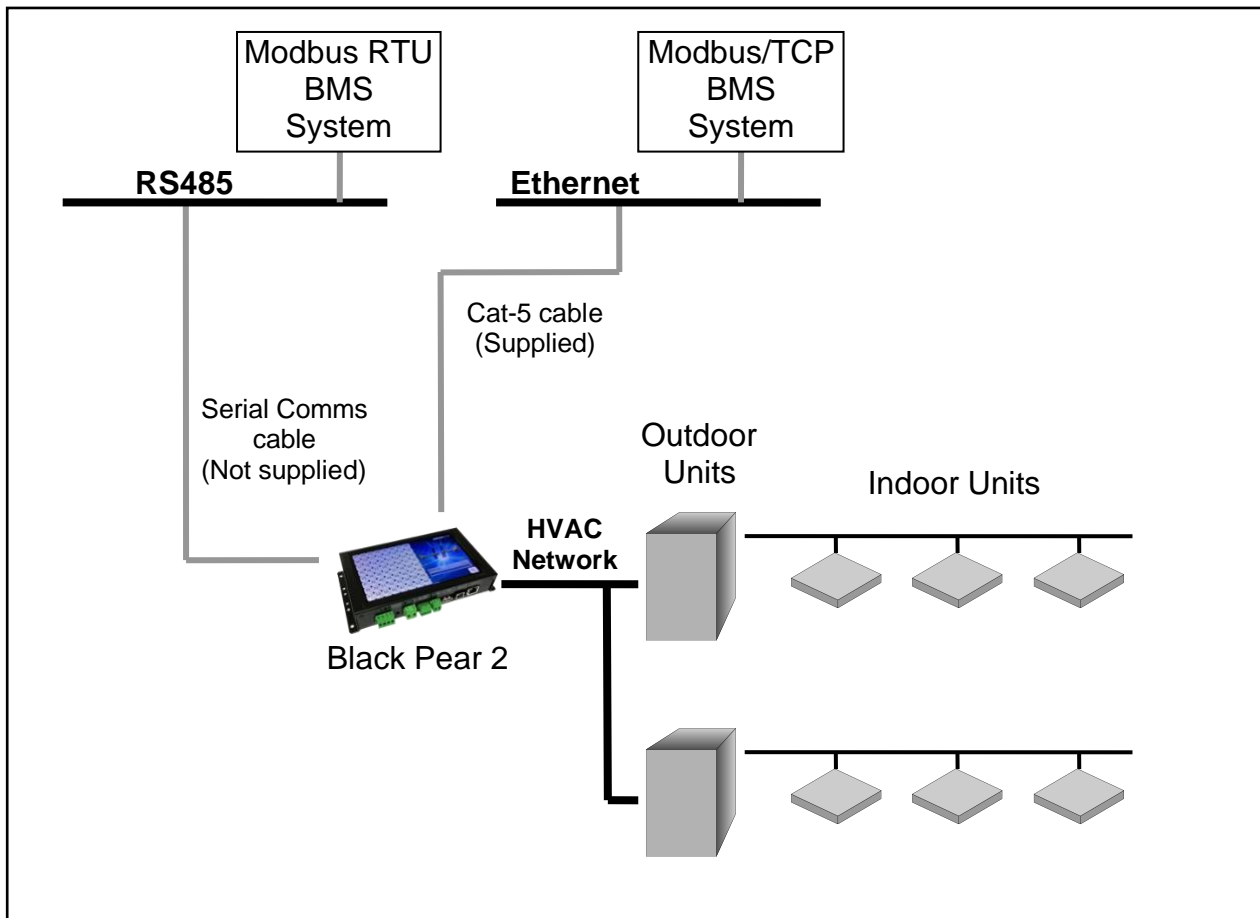 Modbus RTU
BMS
System
Modbus/TCP
BMS
System
RS485
Ethernet
Cat-5 cable
(Supplied)
Serial Comms
cable
(Not supplied)
Outdoor
Units
Indoor Units
HVAC
Network
Black Pear 2